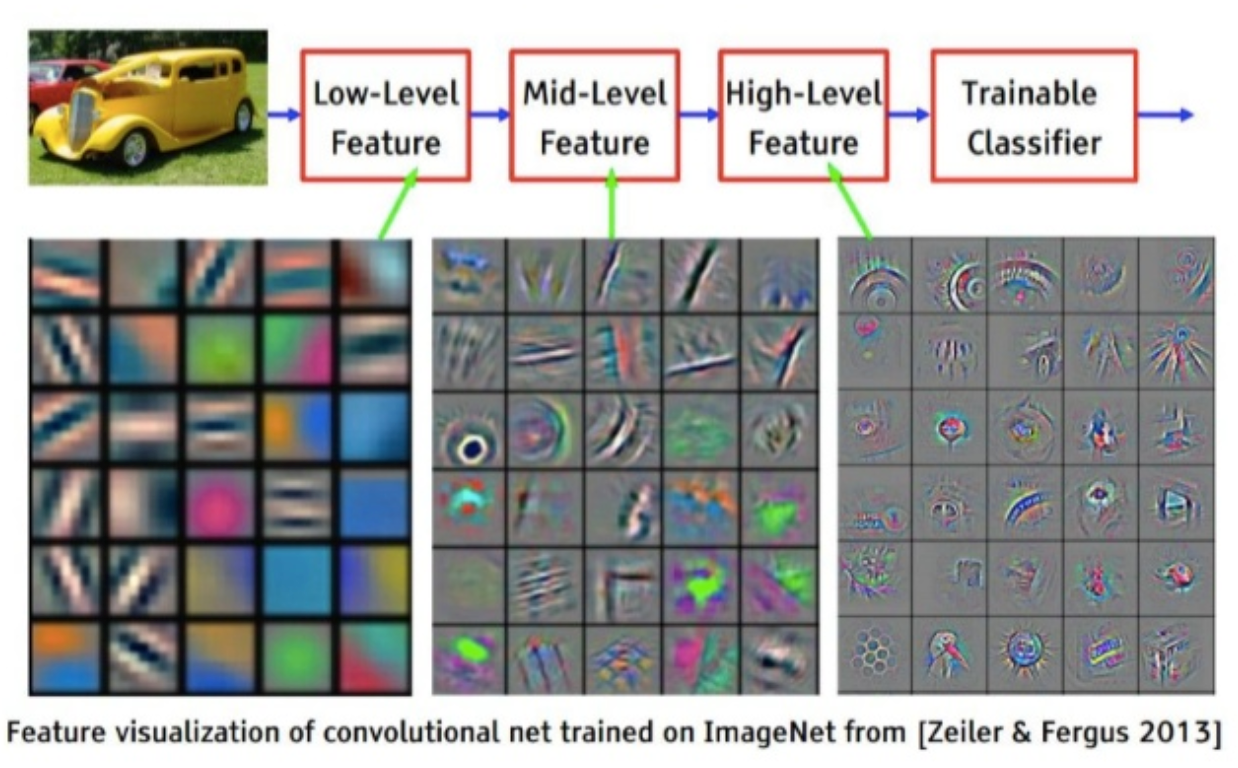 Low-Level
Feature
Mid-Level
Feature
High-Level
Feature
Trainable
Classifier
Feature visualization of convolutional net trained on ImageNet from [Zeiler & Fergus 2013]